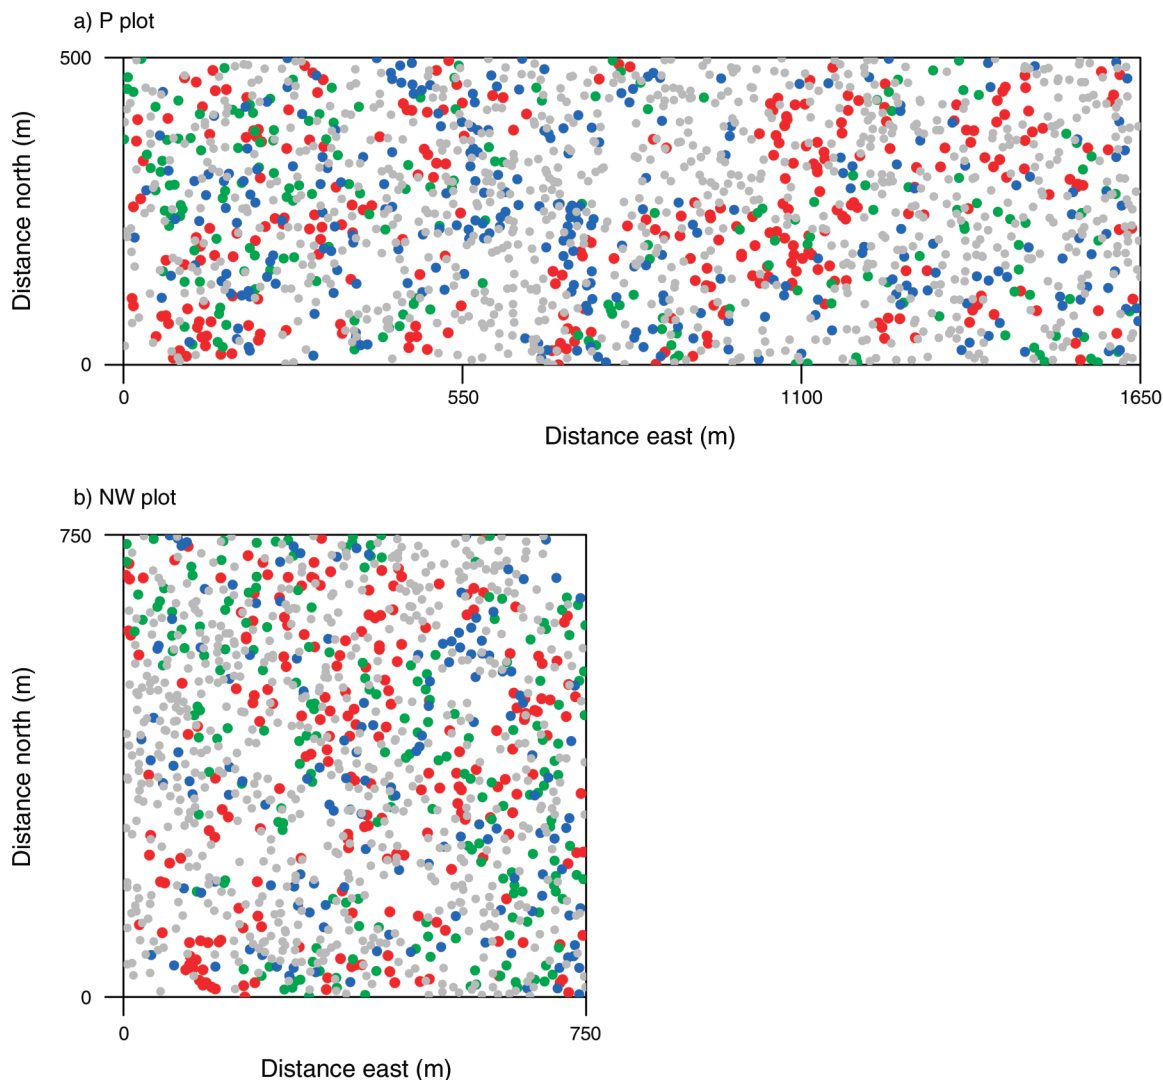 a) P plot
500
Distance north (m)
0
0 550 1100 1650
Distance east (m)
b) NW plot
750
Distance north (m)
0
0 750
Distance east (m)